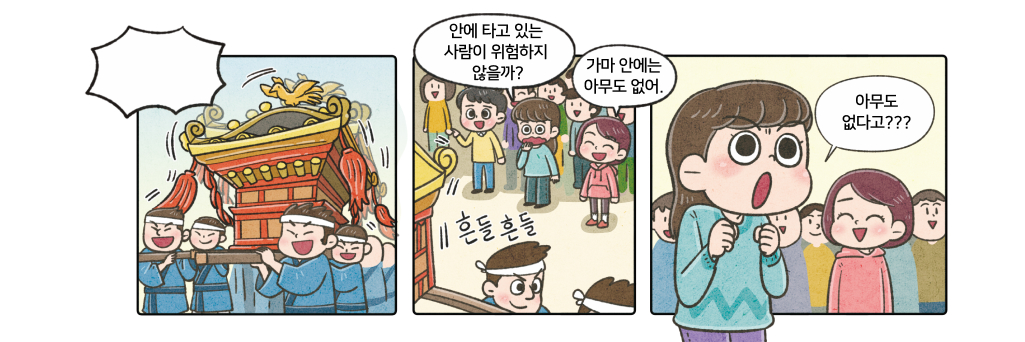 안에 타고 있는
사람이 위험하지
않을까?
가마 안에는
아무도 없어.
흔들 흔들
아무도
없다고???